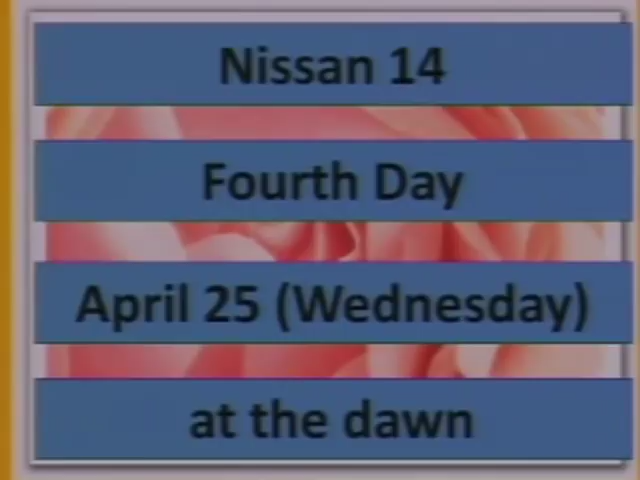 Nissan 14
Fourth Day
April 25 (Wednesday)
at the dawn